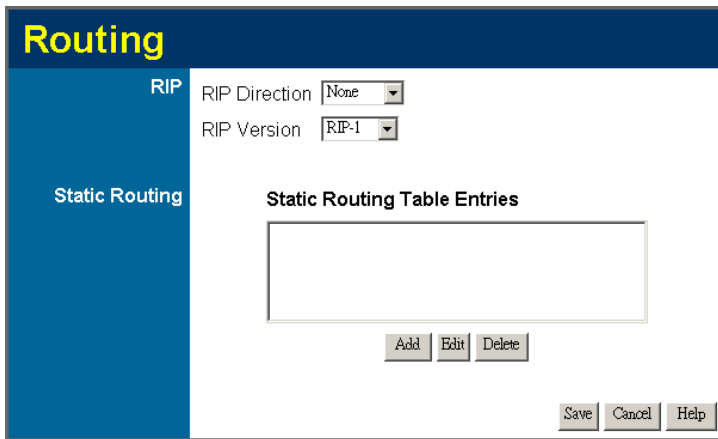 Routing
RIP
RIP Direction None
RIP Version RIP-1
Static Routing
Static Routing Table Entries
Add Edit Delete
Save Cancel Help